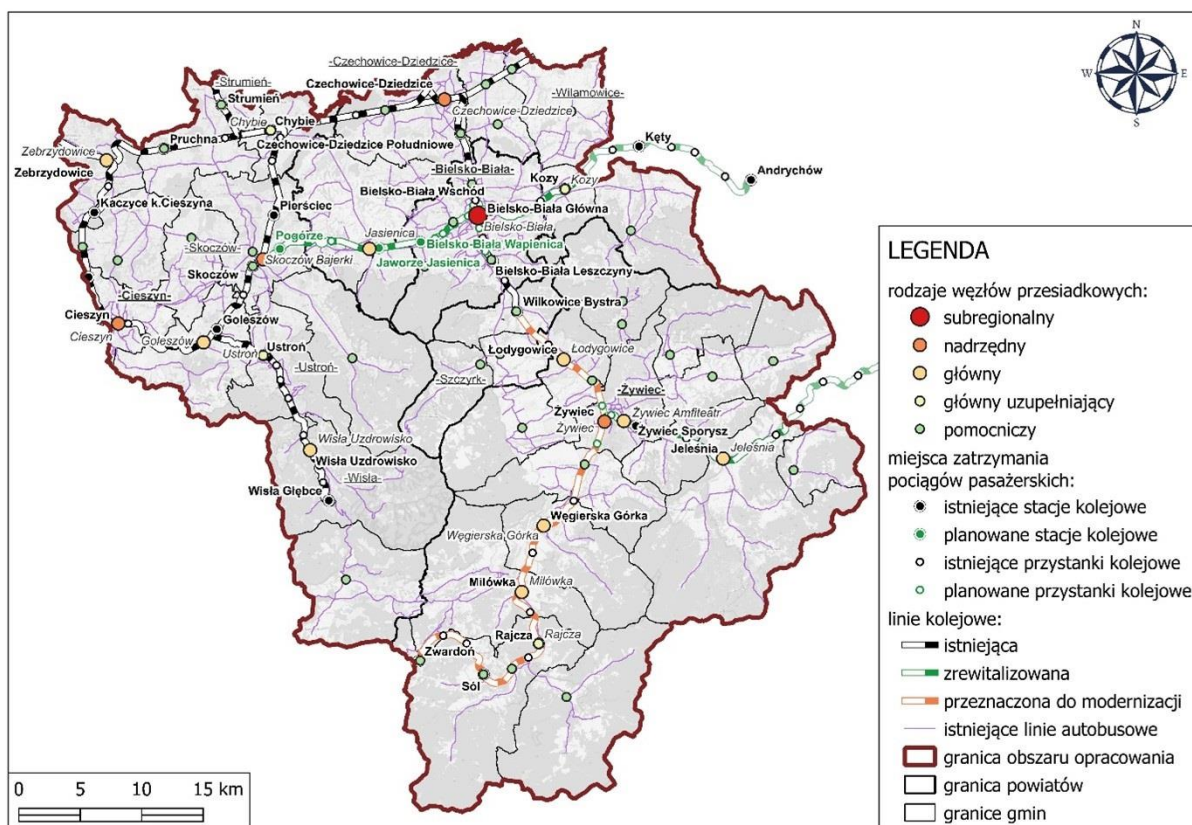 N
W E
S
-Czechowice-Dziedzice-
Czechowice-Dziedzice
-Strumień-
Strumień
-Wilamowice-
Czechowice-Dziedzice
Chybie
Chybie
Pruchna
Kęty
Zebrzydowice
Czechowice-Dziedzice Południowe
Zebrzydowice
-Bielsko-Biała-
Kozy
Kozy
Andrychów
Bielsko-Biała Wschód
Kaczyce k.Cieszyna
Pierściec
Bielsko-Biała Główna
Bielsko-Biała
Pogórze
Jasienica
-Skoczów-
Bielsko-Biała Wapienica
Skoczów Bajerki
Jaworze Jasienica
Skoczów
Bielsko-Biała Leszczyny
-Cieszyn-
Wilkowice Bystra
Cieszyn
Cieszyn
Goleszów
Goleszów
Ustroń
Ustroń
Łodygowice
Łodygowice
-Ustroń-
-Szczyrk-
-Żywiec-
Żywiec
Żywiec Amfiteatr
Żywiec
Żywiec Sporysz
Wisła Uzdrowisko
Jeleśnia
Jeleśnia
Wisła Uzdrowisko
-Wisła-
Wisła Głębce
Węgierska Górka
Węgierska Górka
Milówka
Milówka
Rajcza
Rajcza
Zwardoń
Sól
0 5 10 15 km
LEGENDA
rodzaje węzłów przesiadkowych:
subregionalny
nadrzędny
główny
główny uzupełniający
pomocniczy
miejsca zatrzymania
pociągów pasażerskich:
istniejące stacje kolejowe
planowane stacje kolejowe
istniejące przystanki kolejowe
planowane przystanki kolejowe
linie kolejowe:
istniejąca
zrewitalizowana
przeznaczona do modernizacji
istniejące linie autobusowe
granica obszaru opracowania
granica powiatów
granice gmin